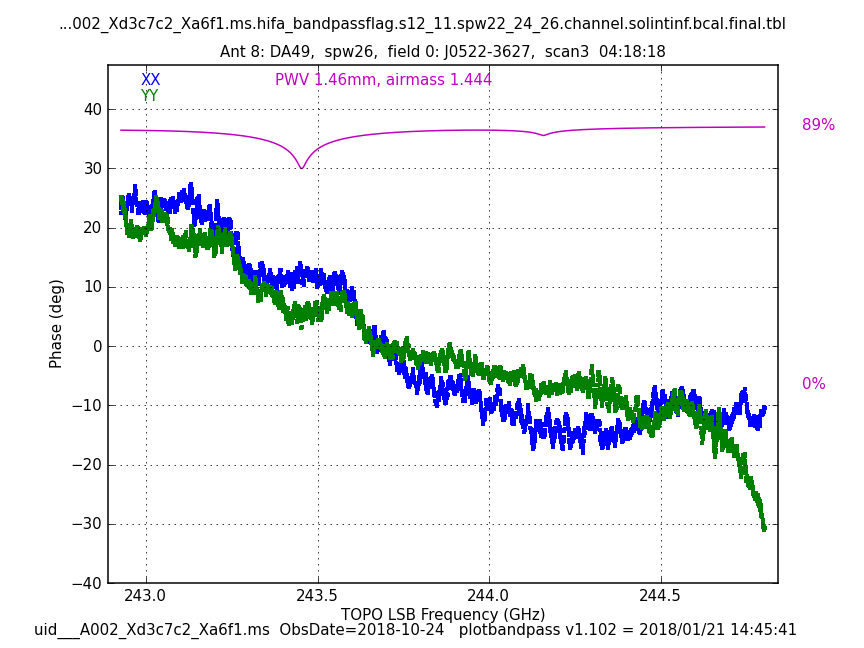 ...002_Xd3c7c2_Xa6f1.ms.hifa_bandpassflag.s12_11.spw22_24_26.channel.solintinf.bcal.final.tbl
Ant 8: DA49, spw26, field 0: J0522-3627, scan3 04:18:18
XX
PWV 1.46mm, airmass 1.444
YY
40
89%
30
20
10
Phase (deg)
0
0%
−10
−20
−30
−40
243.0 243.5 244.0 244.5
TOPO LSB Frequency (GHz)
uid___A002_Xd3c7c2_Xa6f1.ms ObsDate=2018-10-24 plotbandpass v1.102 = 2018/01/21 14:45:41